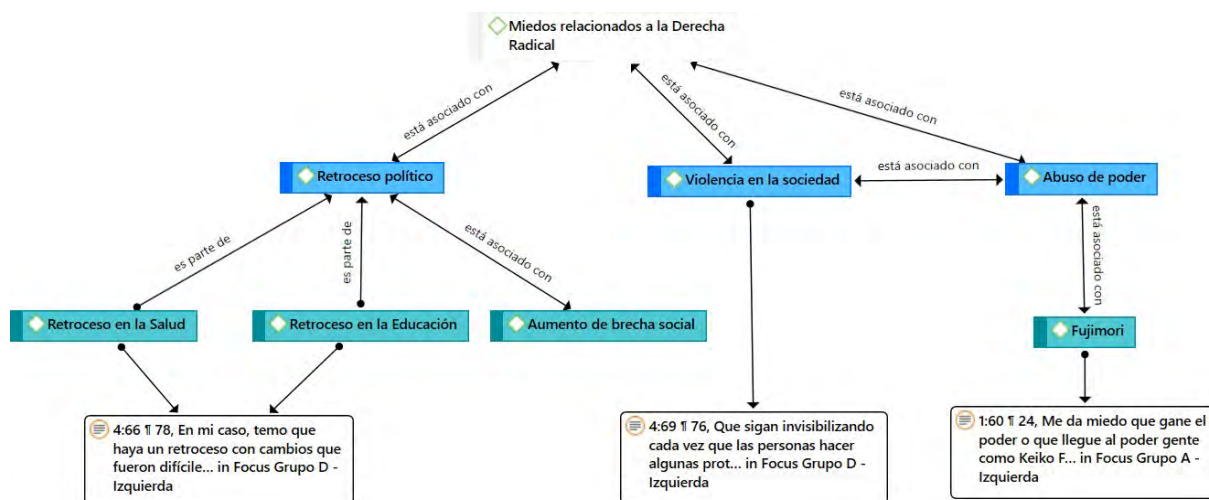 Miedos relacionados a la Derecha
Radical
está asociado con
está asociado con
está asociado con
Retroceso político
Violencia en la sociedad
está asociado con
Abuso de poder
es parte de
es parte de
está asociado con
está asociado con
Retroceso en la Salud
Retroceso en la Educación
Aumento de brecha social
Fujimori
4:66 ¶ 78, En mi caso, temo que
haya un retroceso con cambios que
fueron difícile... in Focus Grupo D -
Izquierda
4:69 ¶ 76, Que sigan invisibilizando
cada vez que las personas hacer
algunas prot... in Focus Grupo D -
Izquierda
1:60 ¶ 24, Me da miedo que gane el
poder o que llegue al poder gente
como Keiko F... in Focus Grupo A -
Izquierda